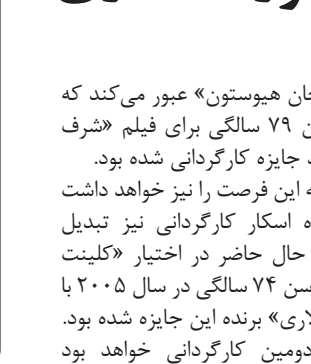 خان هیوستون» عبور می‌کند که
ن ۷۹ سالگی برای فیلم «شرف
د جایزه کارگردانی شده بود.
ه این فرصت را نیز خواهد داشت
ه اسکار کارگردانی نیز تبدیل
حال حاضر در اختیار «کلینت
سن ۷۴ سالگی در سال ۲۰۰۵ با
لاری» برنده این جایزه شده بود.
دومین کارگردانی خواهد بود